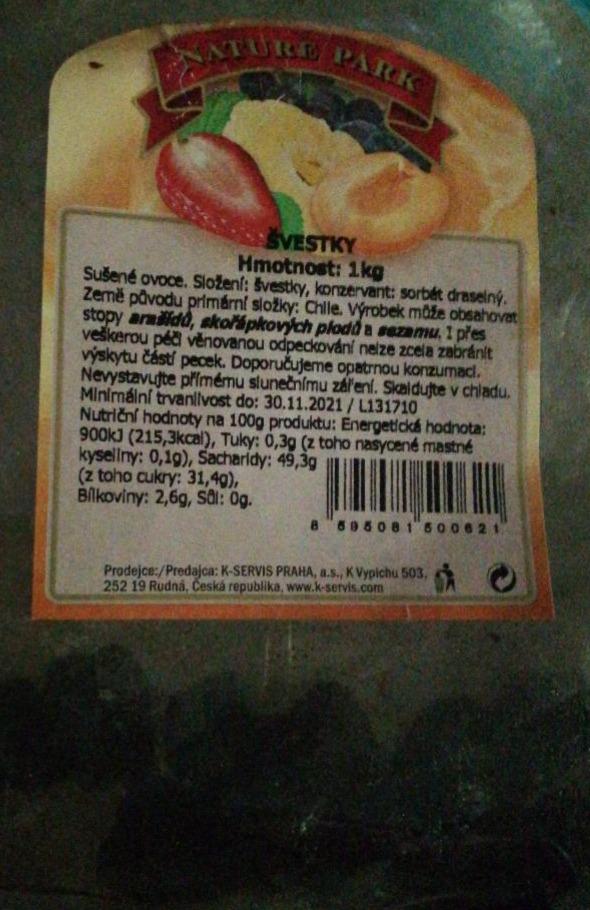 NATURE PARK
ŠVESTKY
Hmotnost: 1kg
Sušené ovoce. Složení: švestky, konzervant: sorbát draselný.
Země původu primární složky: Chile. Výrobek může obsahovat
stopy arašídů, skořápkových plodů a sezamu. I přes
veškerou péči věnovanou odpeckování nelze zcela zabránit
výskytu částí pecek. Doporučujeme opatrnou konzumaci.
Nevystavujte přímému slunečnímu záření. Skladujte v chladu.
Minimální trvanlivost do: 30.11.2021 / L131710
Nutriční hodnoty na 100g produktu: Energetická hodnota:
900kJ (215,3kcal), Tuky: 0,3g (z toho nasycené mastné
kyseliny: 0,1g), Sacharidy: 49,3g
(z toho cukry: 31,4g),
Bílkoviny: 2,6g, Sůl: 0g.
8 595081 500621
Prodejce:/Predajca: K-SERVIS PRAHA, a.s., K Vypichu 503,
252 19 Rudná, Česká republika, www.k-servis.com